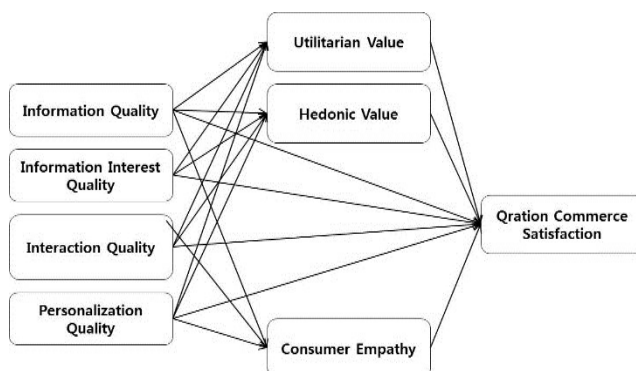 Utilitarian Value
Hedonic Value
Information Quality
Information Interest
Quality
Interaction Quality
Personalization
Quality
Consumer Empathy
Qration Commerce
Satisfaction